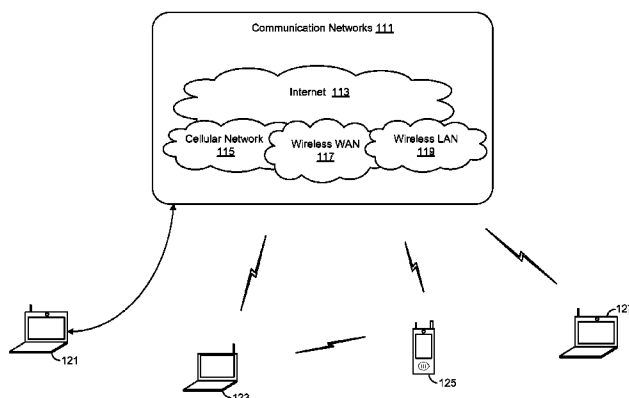 Communication Networks 111
Internet 113
Cellular Network
115
Wireless WAN
117
Wireless LAN
119
127
121
125
123